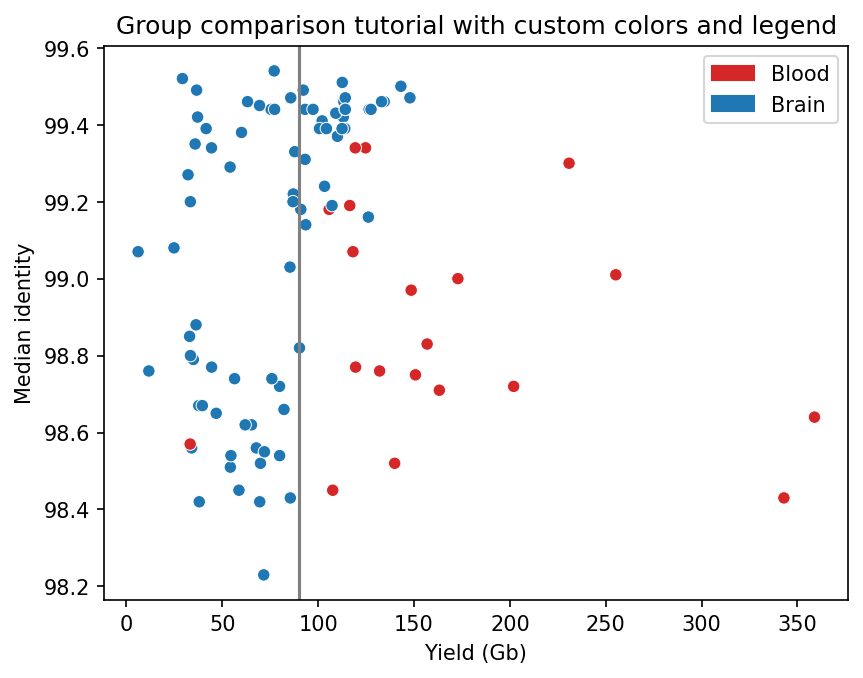 Group comparison tutorial with custom colors and legend
99.6
99.4
99.2
99.0
98.8
98.6
98.4
98.2
Median identity
Blood
Brain
0 50 100 150 200 250 300 350
Yield (Gb)